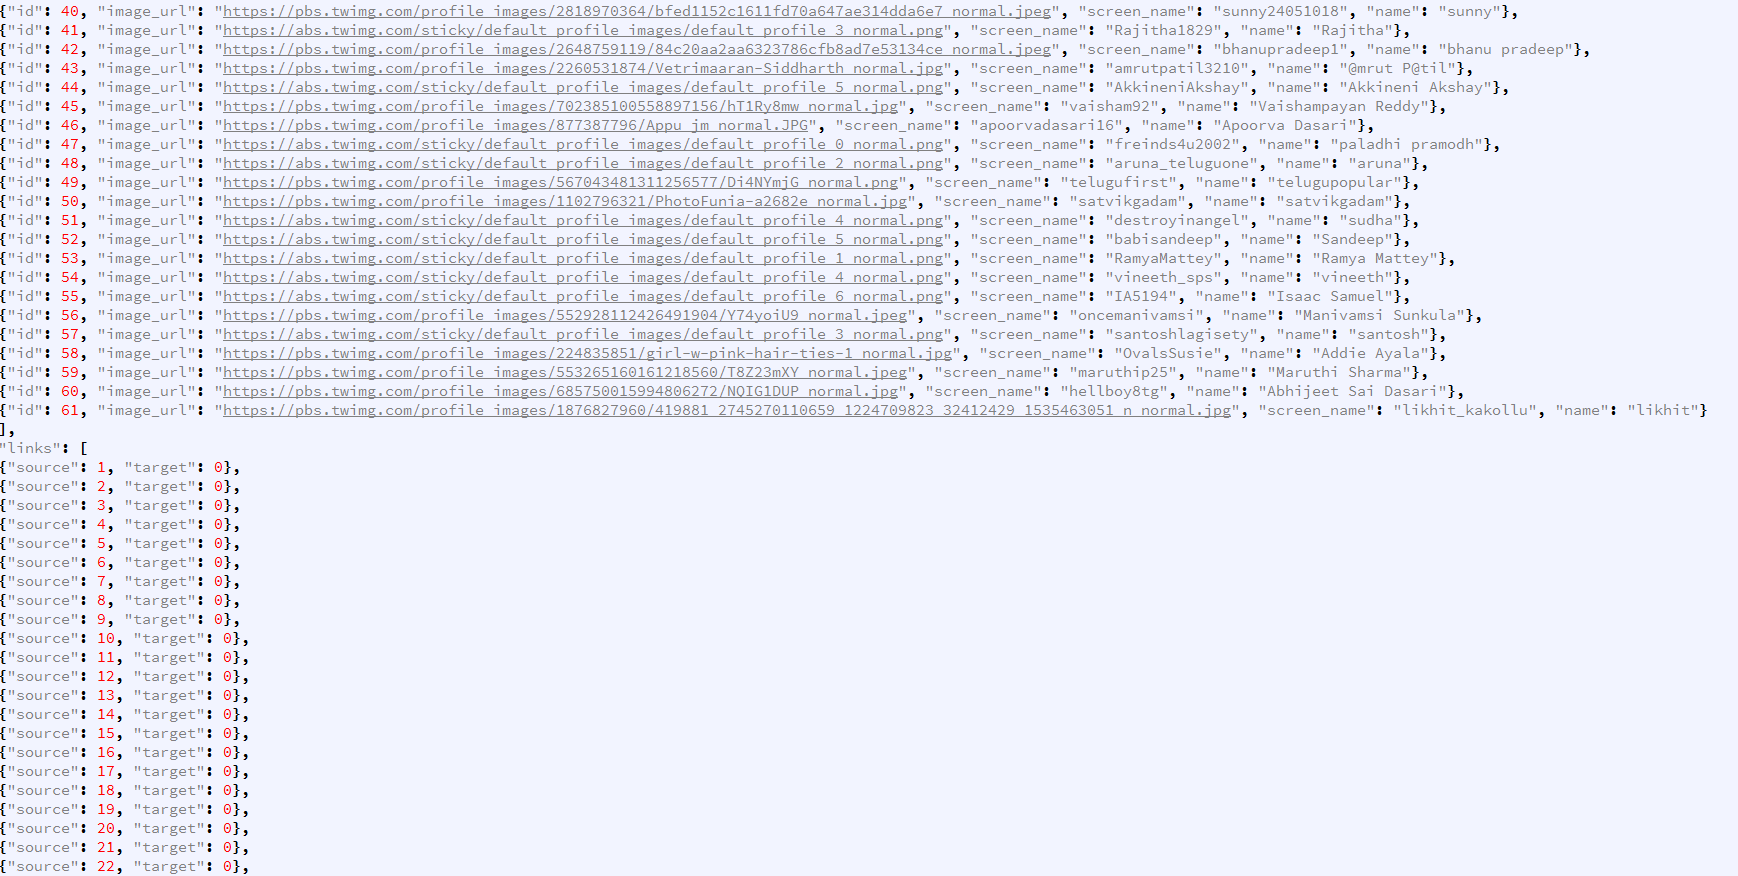 {"id": 40, "image_url": "https://pbs.twimg.com/profile_images/2818970364/bfed1152c1611fd70a647ae314dda6e7_normal.jpeg", "screen_name": "sunny24051018", "name": "sunny"},
{"id": 41, "image_url": "https://abs.twimg.com/sticky/default_profile_images/default_profile_3_normal.png", "screen_name": "Rajitha1829", "name": "Rajitha"},
{"id": 42, "image_url": "https://pbs.twimg.com/profile_images/2648759119/84c20aa2aa6323786cfb8ad7e53134ce_normal.jpeg", "screen_name": "bhanupradeep1", "name": "bhanu pradeep"},
{"id": 43, "image_url": "https://pbs.twimg.com/profile_images/2260531874/Vetrimaaran-Siddharth_normal.jpg", "screen_name": "amrutpatil3210", "name": "@mrut P@til"},
{"id": 44, "image_url": "https://abs.twimg.com/sticky/default_profile_images/default_profile_5_normal.png", "screen_name": "AkkineniAkshay", "name": "Akkineni Akshay"},
{"id": 45, "image_url": "https://pbs.twimg.com/profile_images/702385100558897156/hT1Ry8mw_normal.jpg", "screen_name": "vaisham92", "name": "Vaishampayan Reddy"},
{"id": 46, "image_url": "https://pbs.twimg.com/profile_images/877387796/Appu_jm_normal.JPG", "screen_name": "apoorvadasari16", "name": "Apoorva Dasari"},
{"id": 47, "image_url": "https://abs.twimg.com/sticky/default_profile_images/default_profile_0_normal.png", "screen_name": "freinds4u2002", "name": "paladhi pramodh"},
{"id": 48, "image_url": "https://abs.twimg.com/sticky/default_profile_images/default_profile_2_normal.png", "screen_name": "aruna_teluguone", "name": "aruna"},
{"id": 49, "image_url": "https://pbs.twimg.com/profile_images/567043481311256577/Di4NYmjG_normal.png", "screen_name": "telugufirst", "name": "telugupopular"},
{"id": 50, "image_url": "https://pbs.twimg.com/profile_images/1102796321/PhotoFunia-a2682e_normal.jpg", "screen_name": "satvikgadam", "name": "satvikgadam"},
{"id": 51, "image_url": "https://abs.twimg.com/sticky/default_profile_images/default_profile_4_normal.png", "screen_name": "destroyinangel", "name": "sudha"},
{"id": 52, "image_url": "https://abs.twimg.com/sticky/default_profile_images/default_profile_5_normal.png", "screen_name": "babisandeep", "name": "Sandeep"},
{"id": 53, "image_url": "https://abs.twimg.com/sticky/default_profile_images/default_profile_1_normal.png", "screen_name": "RamyaMattey", "name": "Ramya Mattey"},
{"id": 54, "image_url": "https://abs.twimg.com/sticky/default_profile_images/default_profile_4_normal.png", "screen_name": "vineeth_sps", "name": "vineeth"},
{"id": 55, "image_url": "https://abs.twimg.com/sticky/default_profile_images/default_profile_6_normal.png", "screen_name": "IA5194", "name": "Isaac Samuel"},
{"id": 56, "image_url": "https://pbs.twimg.com/profile_images/552928112426491904/Y74yoiU9_normal.jpeg", "screen_name": "oncemanivamsi", "name": "Manivamsi Sunkula"},
{"id": 57, "image_url": "https://abs.twimg.com/sticky/default_profile_images/default_profile_3_normal.png", "screen_name": "santoshlagisety", "name": "santosh"},
{"id": 58, "image_url": "https://pbs.twimg.com/profile_images/224835851/girl-w-pink-hair-ties-1_normal.jpg", "screen_name": "OvalsSusie", "name": "Addie Ayala"},
{"id": 59, "image_url": "https://pbs.twimg.com/profile_images/553265160161218560/T8Z23mXY_normal.jpeg", "screen_name": "maruthip25", "name": "Maruthi Sharma"},
{"id": 60, "image_url": "https://pbs.twimg.com/profile_images/685750015994806272/NQIG1DUP_normal.jpg", "screen_name": "hellboy8tg", "name": "Abhijeet Sai Dasari"},
{"id": 61, "image_url": "https://pbs.twimg.com/profile_images/1876827960/419881_2745270110659_1224709823_32412429_1535463051_n_normal.jpg", "screen_name": "likhit_kakollu", "name": "likhit"}
],
"links": [
{"source": 1, "target": 0},
{"source": 2, "target": 0},
{"source": 3, "target": 0},
{"source": 4, "target": 0},
{"source": 5, "target": 0},
{"source": 6, "target": 0},
{"source": 7, "target": 0},
{"source": 8, "target": 0},
{"source": 9, "target": 0},
{"source": 10, "target": 0},
{"source": 11, "target": 0},
{"source": 12, "target": 0},
{"source": 13, "target": 0},
{"source": 14, "target": 0},
{"source": 15, "target": 0},
{"source": 16, "target": 0},
{"source": 17, "target": 0},
{"source": 18, "target": 0},
{"source": 19, "target": 0},
{"source": 20, "target": 0},
{"source": 21, "target": 0},
{"source": 22, "target": 0},